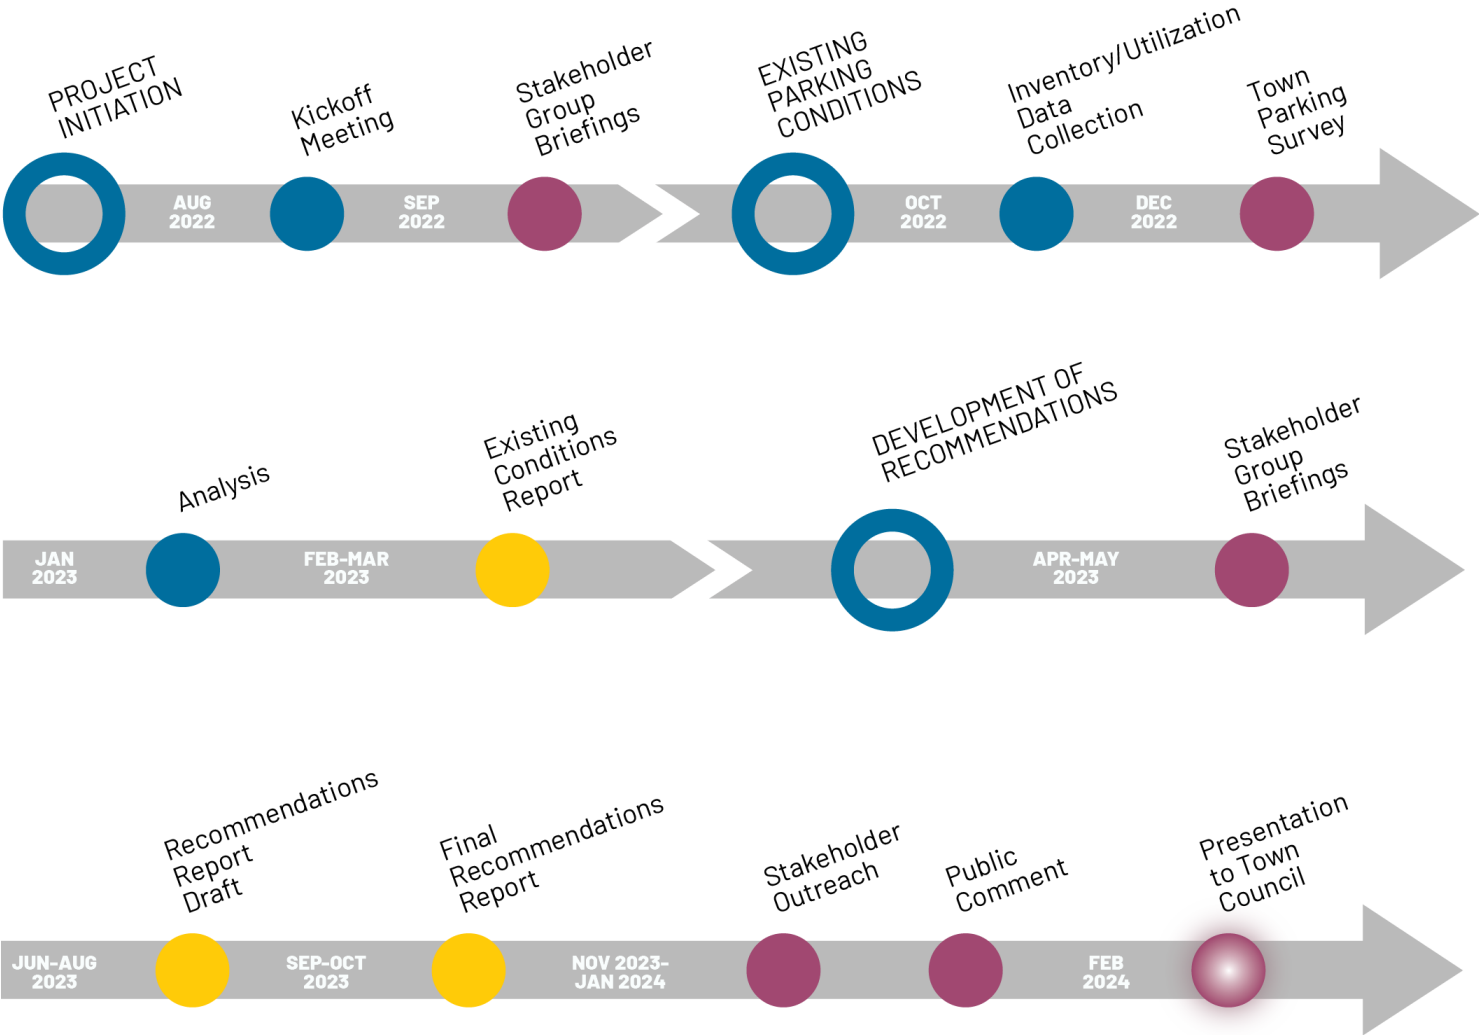 PROJECT
INITIATION
AUG
2022
Kickoff
Meeting
SEP
2022
Stakeholder
Group
Briefings
EXISTING
PARKING
CONDITIONS
OCT
2022
Inventory/Utilization
Data
Collection
DEC
2022
Town
Parking
Survey
JAN
2023
Analysis
FEB-MAR
2023
Existing
Conditions
Report
DEVELOPMENT OF
RECOMMENDATIONS
APR-MAY
2023
Stakeholder
Group
Briefings
JUN-AUG
2023
Recommendations
Report
Draft
SEP-OCT
2023
Final
Recommendations
Report
NOV 2023-
JAN 2024
Stakeholder
Outreach
Public
Comment
FEB
2024
Presentation
to Town
Council